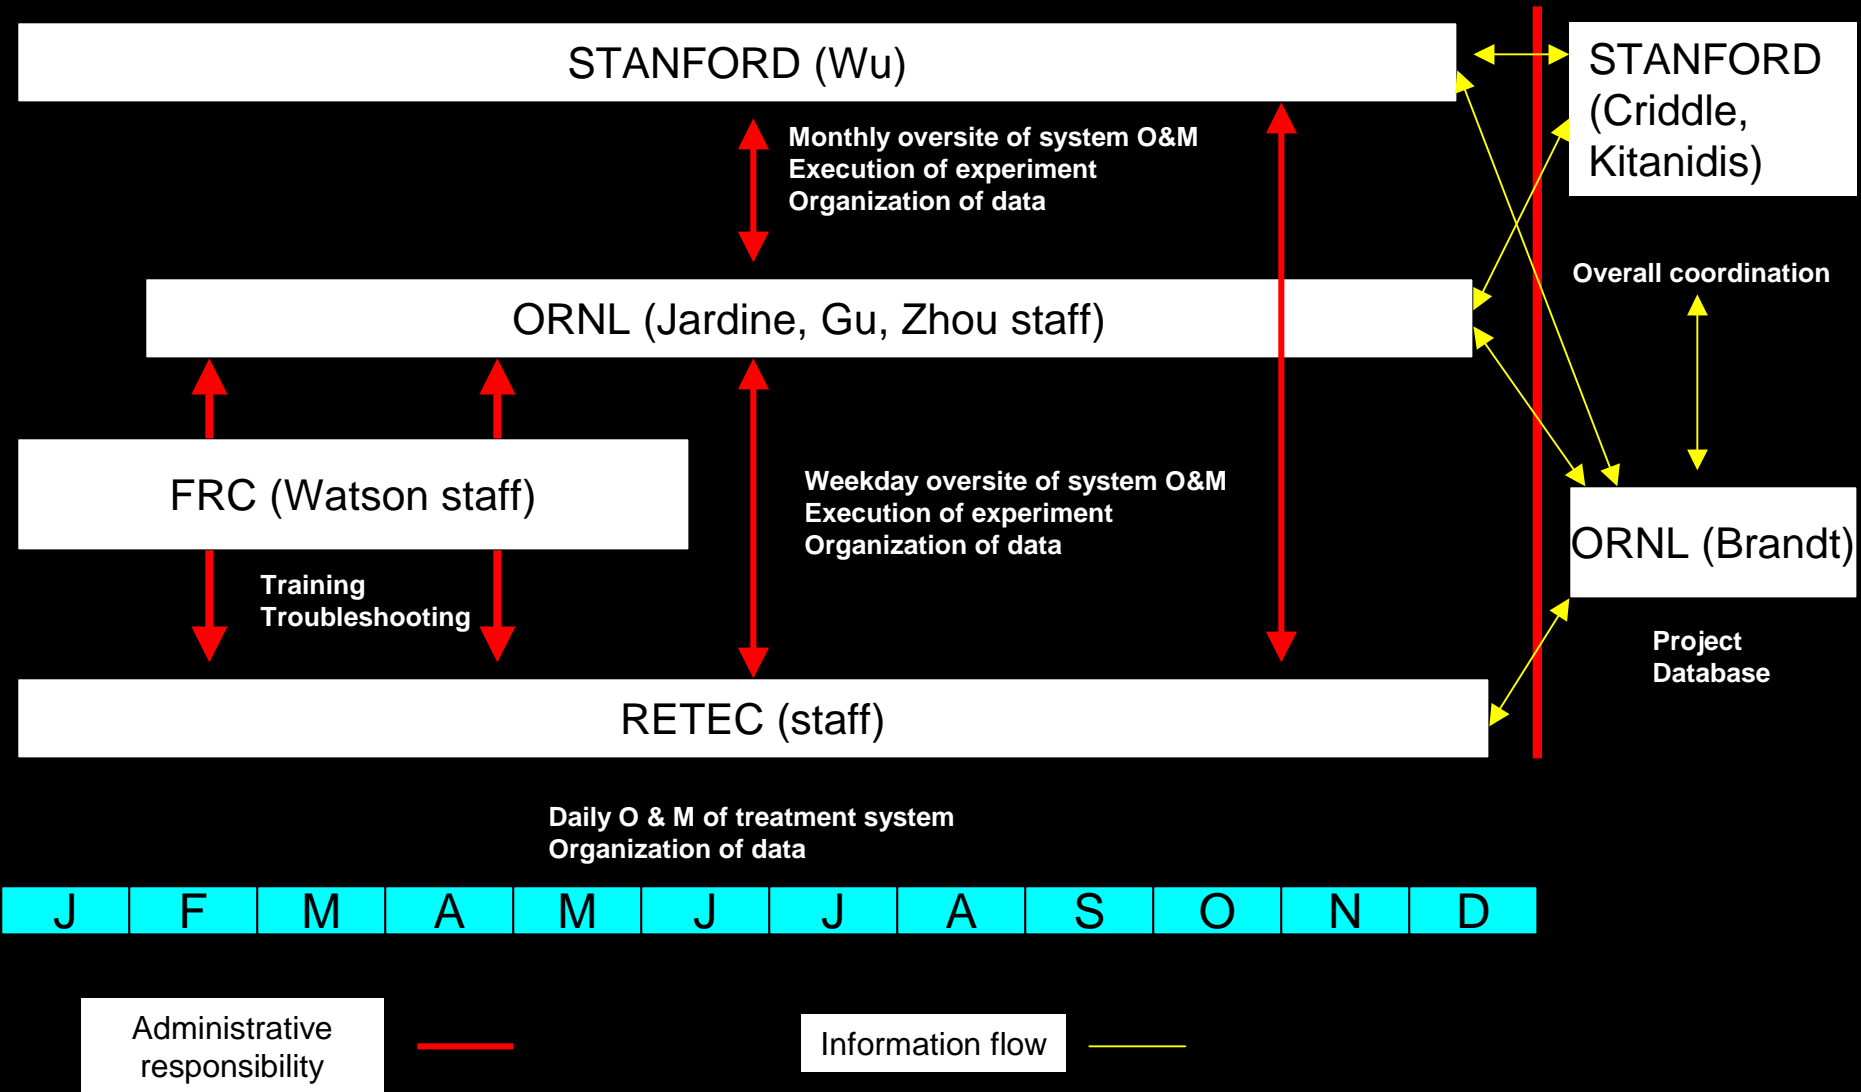 STANFORD (Wu)
STANFORD
(Criddle,
Kitanidis)
Monthly oversite of system O&M
Execution of experiment
Organization of data
Overall coordination
ORNL (Jardine, Gu, Zhou staff)
FRC (Watson staff)
Weekday oversite of system O&M
Execution of experiment
Organization of data
ORNL (Brandt)
Training
Troubleshooting
Project
Database
RETEC (staff)
Daily O & M of treatment system
Organization of data
J F M A M J J A S O N D
Administrative
responsibility
Information flow